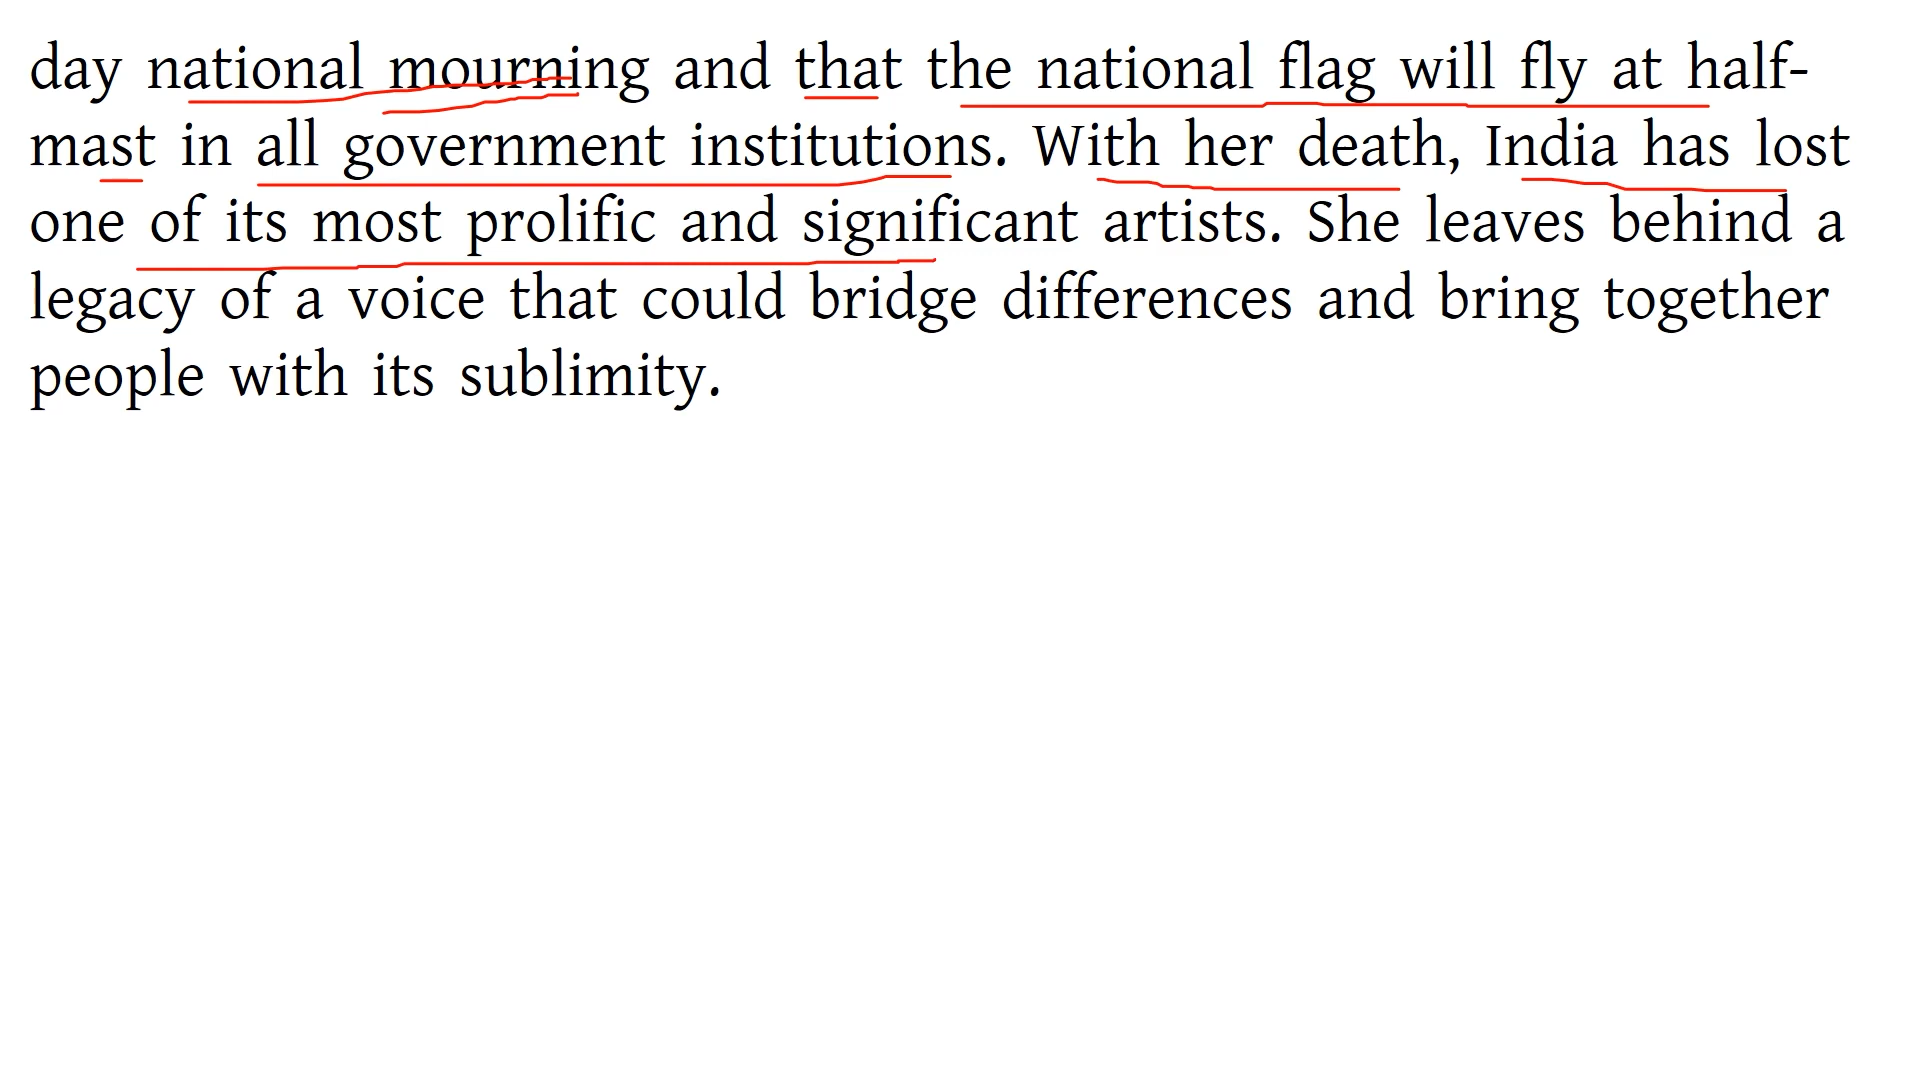 day national mourning and that the national flag will fly at half-
mast in all government institutions. With her death, India has lost
one of its most prolific and significant artists. She leaves behind a
legacy of a voice that could bridge differences and bring together
people with its sublimity.